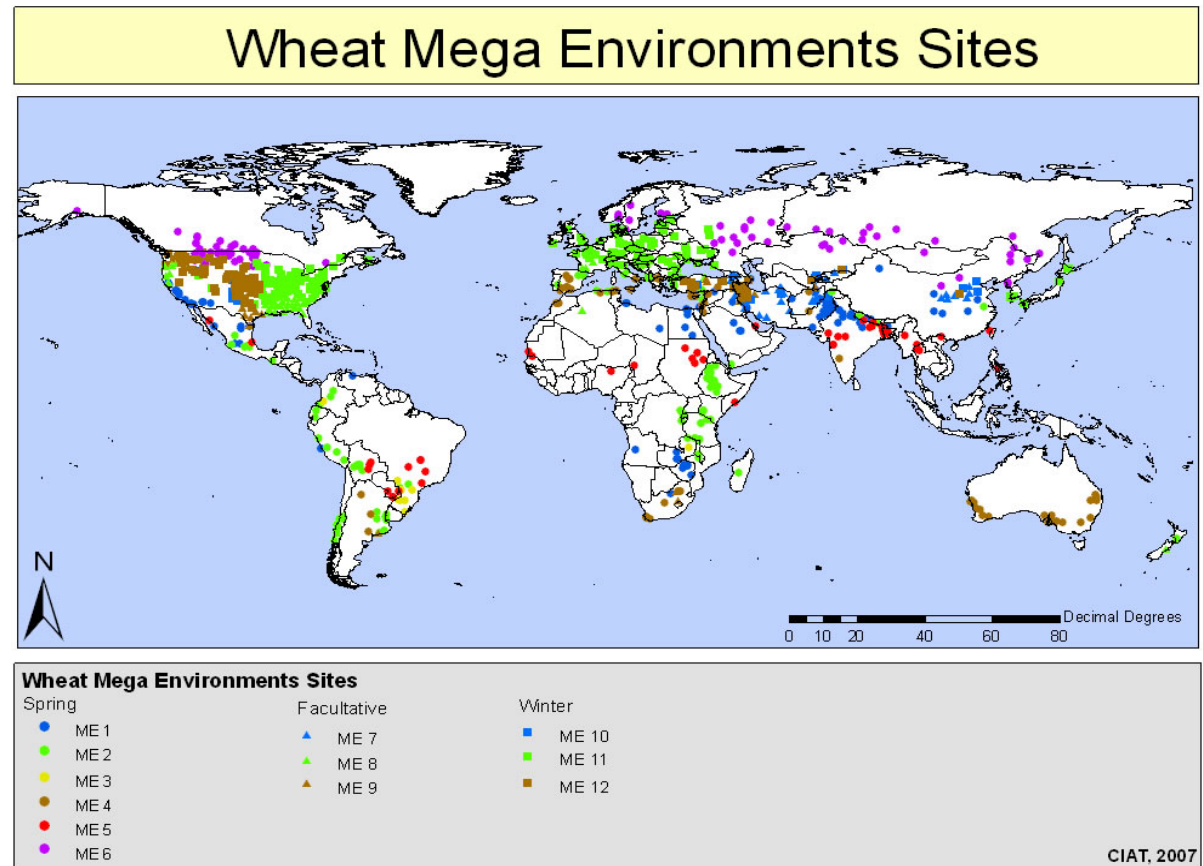 Wheat Mega Environments Sites
N
Decimal Degrees
0 10 20 40 60 80
Wheat Mega Environments Sites
Spring
ME 1
ME 2
ME 3
ME 4
ME 5
ME 6
Facultative
ME 7
ME 8
ME 9
Winter
ME 10
ME 11
ME 12
CIAT, 2007